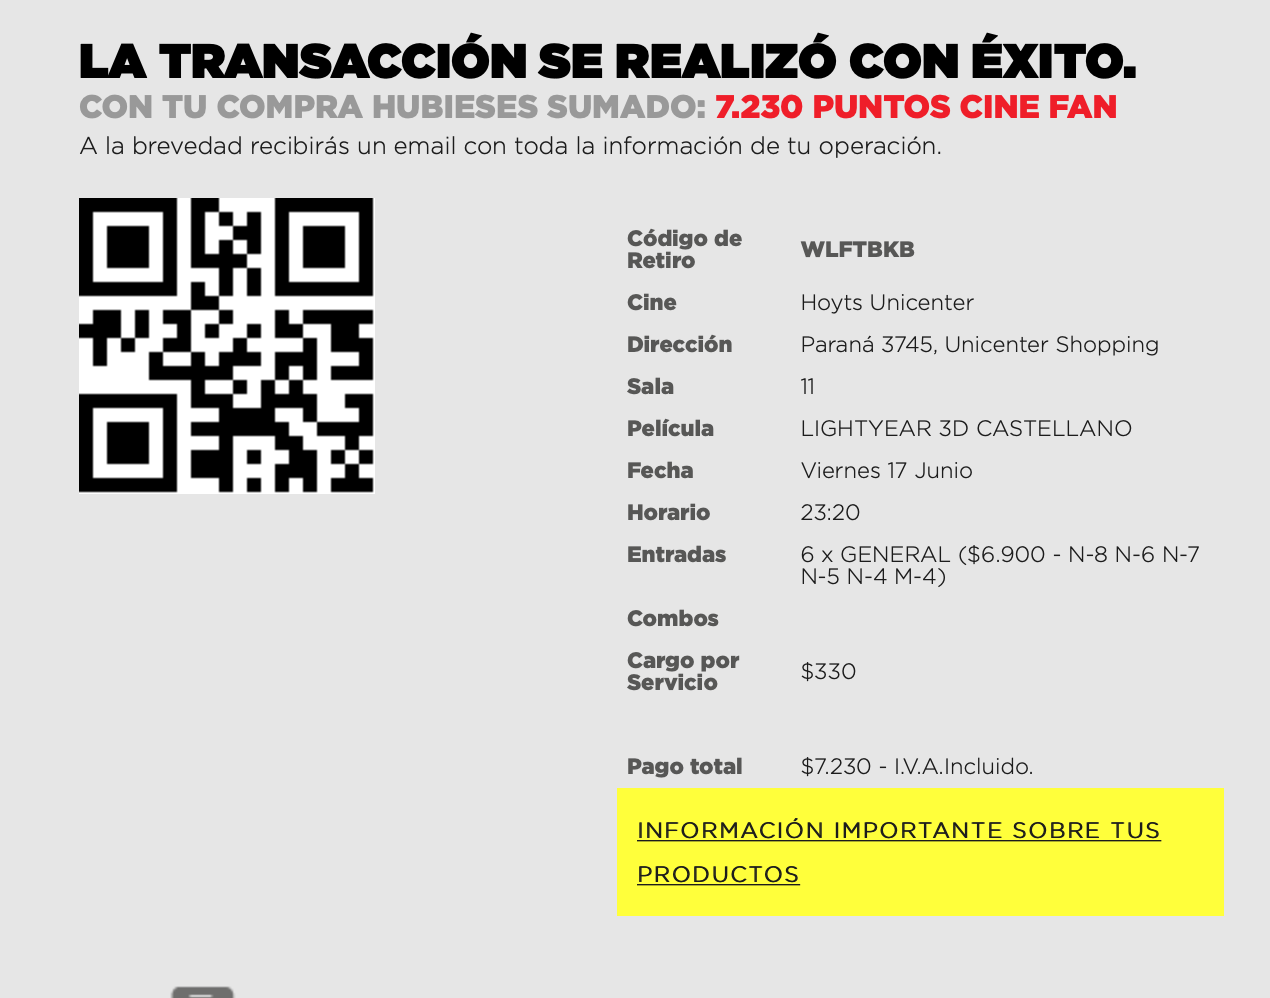 LA TRANSACCIÓN SE REALIZÓ CON ÉXITO.
CON TU COMPRA HUBIESES SUMADO: 7.230 PUNTOS CINE FAN
A la brevedad recibirás un email con toda la información de tu operación.
Código de
Retiro
WLFTBKB
Cine Hoyts Unicenter
Dirección Paraná 3745, Unicenter Shopping
Sala 11
Película LIGHTYEAR 3D CASTELLANO
Fecha Viernes 17 Junio
Horario 23:20
Entradas 6 x GENERAL ($6.900 - N-8 N-6 N-7
N-5 N-4 M-4)
Combos
Cargo por
Servicio
$330
Pago total $7.230 - I.V.A.Incluido.
INFORMACIÓN IMPORTANTE SOBRE TUS
PRODUCTOS